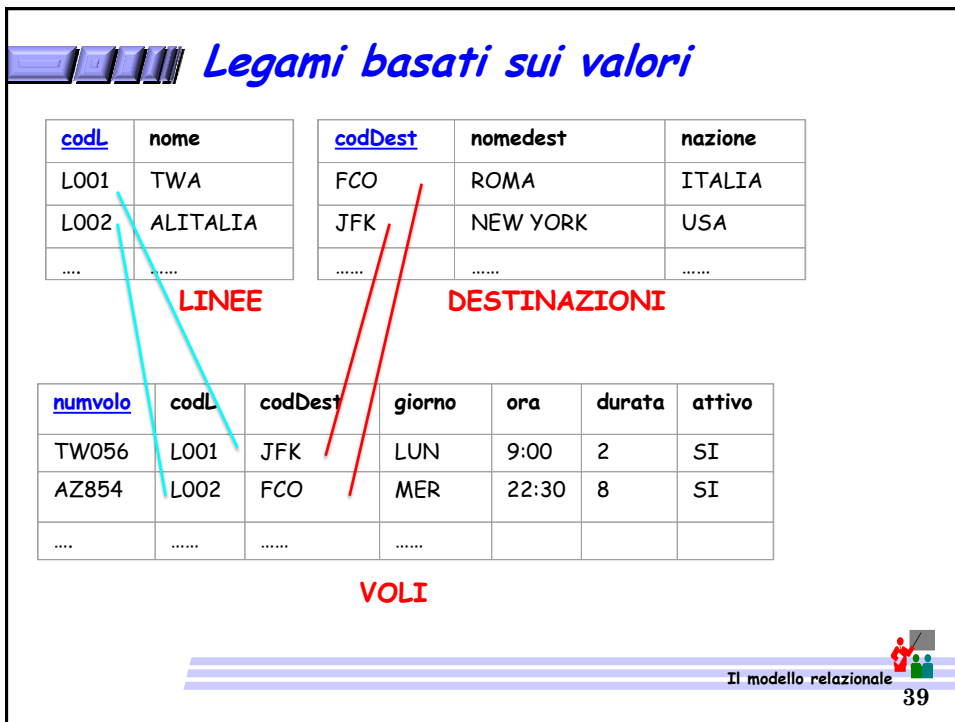 Legami basati sui valori
codL nome
L001 TWA
L002 ALITALIA
.... ......
LINEE
codDest nomedest nazione
FCO ROMA ITALIA
JFK NEW YORK USA
...... ...... ......
DESTINAZIONI
numvolo codL codDest giorno ora durata attivo
TW056 L001 JFK LUN 9:00 2 SI
AZ854 L002 FCO MER 22:30 8 SI
.... ...... ...... ......
VOLI
Il modello relazionale
39